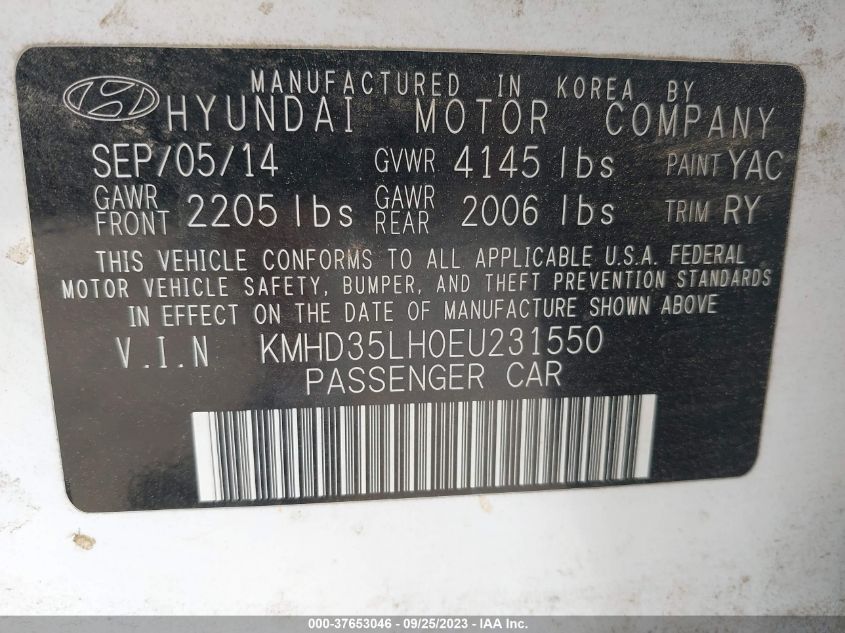 MANUFACTURED IN KOREA BY
HYUNDAI MOTOR COMPANY
SEP/05/14 GVWR 4145 lbs PAINT YAC
GAWR FRONT 2205 lbs GAWR REAR 2006 lbs TRIM RY
THIS VEHICLE CONFORMS TO ALL APPLICABLE U.S.A. FEDERAL
MOTOR VEHICLE SAFETY, BUMPER, AND THEFT PREVENTION STANDARDS
IN EFFECT ON THE DATE OF MANUFACTURE SHOWN ABOVE
V.I.N KMHD35LH0EU231550
PASSENGER CAR
000-37653046 - 09/25/2023 - IAA Inc.